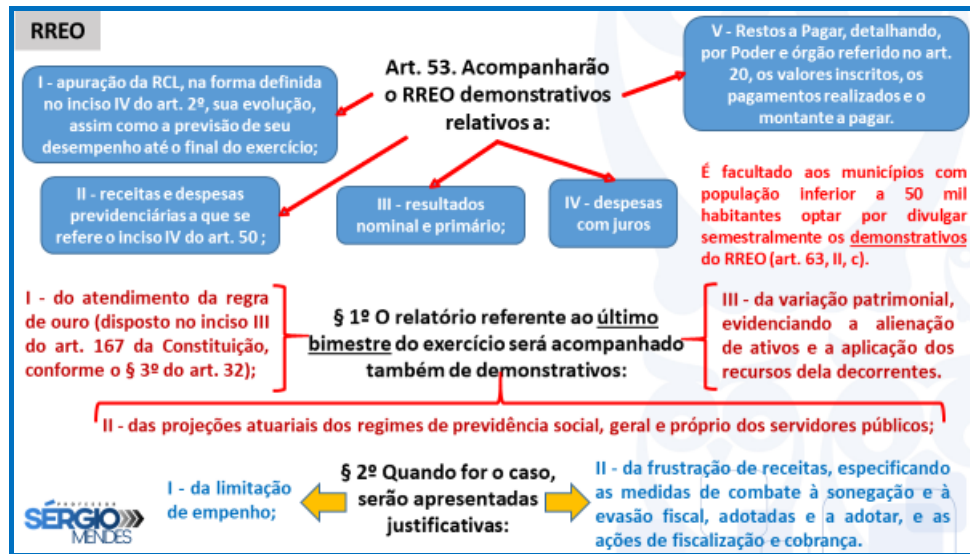 RREO
I - apuração da RCL, na forma definida
no inciso IV do art. 2º, sua evolução,
assim como a previsão de seu
desempenho até o final do exercício;
Art. 53. Acompanharão
o RREO demonstrativos
relativos a:
V - Restos a Pagar, detalhando,
por Poder e órgão referido no art.
20, os valores inscritos, os
pagamentos realizados e o
montante a pagar.
II - receitas e despesas
previdenciárias a que se
refere o inciso IV do art. 50 ;
III - resultados
nominal e primário;
IV - despesas
com juros
É facultado aos municípios com
população inferior a 50 mil
habitantes optar por divulgar
semestralmente os demonstrativos
do RREO (art. 63, II, c).
I - do atendimento da regra
de ouro (disposto no inciso III
do art. 167 da Constituição,
conforme o § 3º do art. 32);
§ 1º O relatório referente ao último
bimestre do exercício será acompanhado
também de demonstrativos:
III - da variação patrimonial,
evidenciando a alienação
de ativos e a aplicação dos
recursos dela decorrentes.
II - das projeções atuariais dos regimes de previdência social, geral e próprio dos servidores públicos;
I - da limitação
de empenho;
§ 2º Quando for o caso,
serão apresentadas
justificativas:
II - da frustração de receitas, especificando
as medidas de combate à sonegação e à
evasão fiscal, adotadas e a adotar, e as
ações de fiscalização e cobrança.
PROFESSOR
SÉRGIO
MENDES